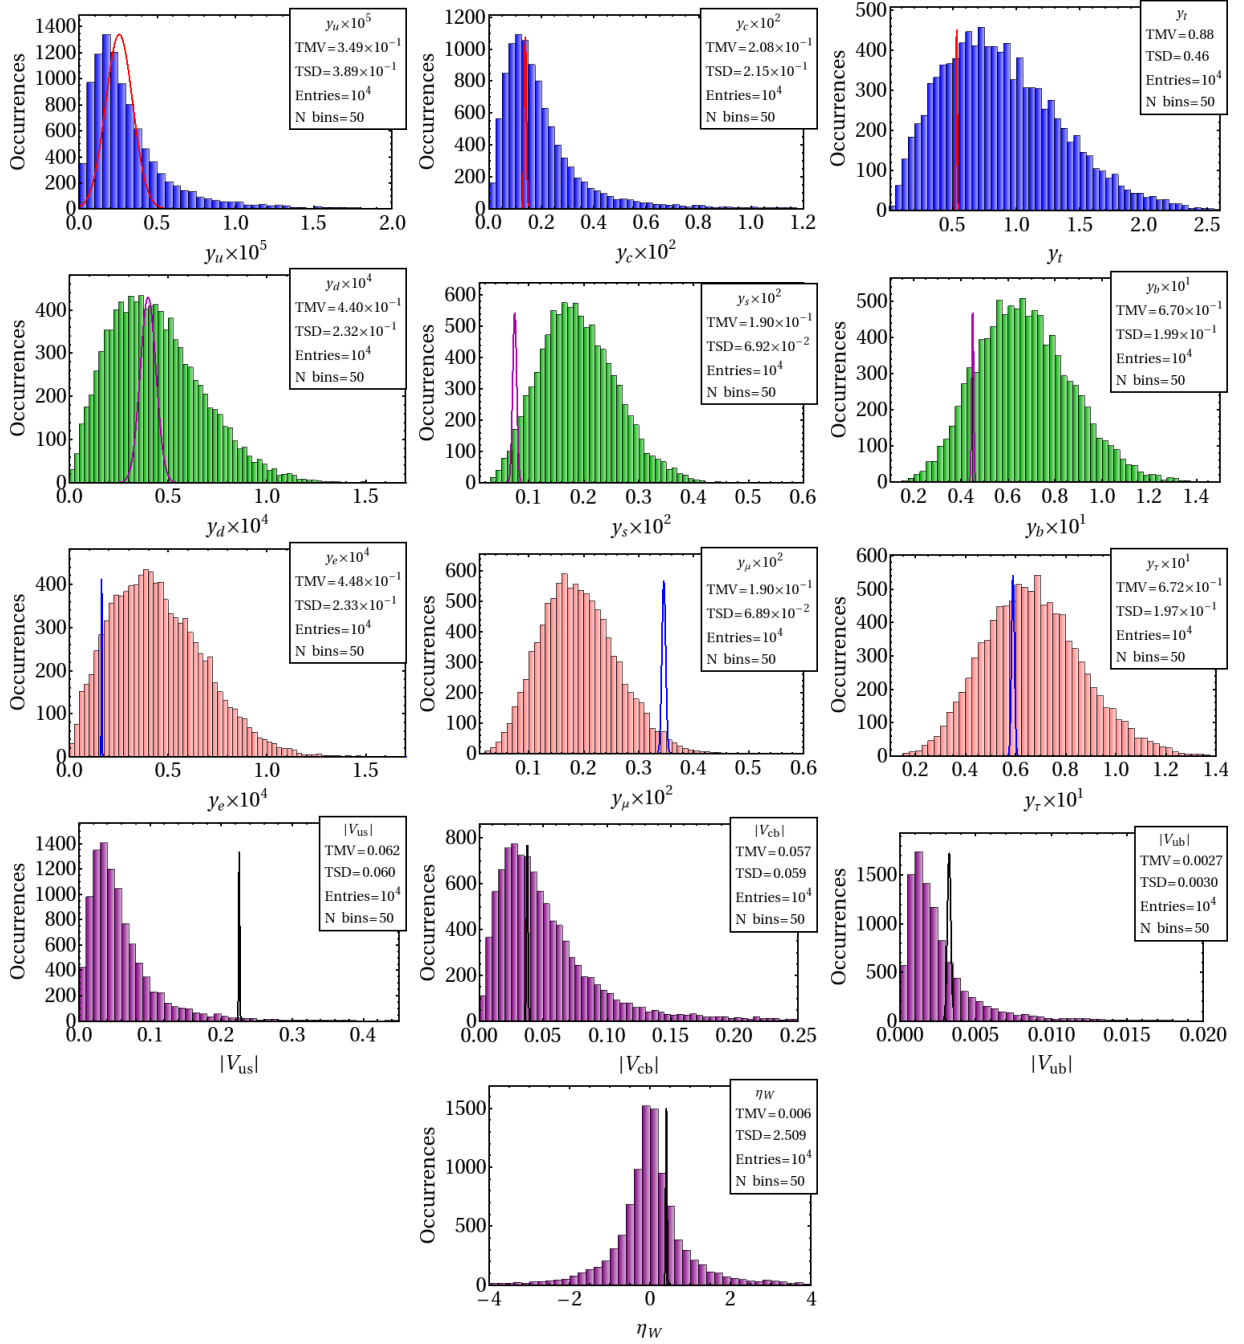 y_u×10^5
TMV=3.49×10^−1
TSD=3.89×10^−1
Entries=10^4
N bins=50
Occurrences
0 200 400 600 800 1000 1200 1400
0.0 0.5 1.0 1.5 2.0
y_u×10^5
y_c×10^2
TMV=2.08×10^−1
TSD=2.15×10^−1
Entries=10^4
N bins=50
Occurrences
0 200 400 600 800 1000 1200
0.0 0.2 0.4 0.6 0.8 1.0 1.2
y_c×10^2
y_t
TMV=0.88
TSD=0.46
Entries=10^4
N bins=50
Occurrences
0 100 200 300 400 500
0.5 1.0 1.5 2.0 2.5
y_t
y_d×10^4
TMV=4.40×10^−1
TSD=2.32×10^−1
Entries=10^4
N bins=50
Occurrences
0 100 200 300 400
0.0 0.5 1.0 1.5
y_d×10^4
y_s×10^2
TMV=1.90×10^−1
TSD=6.92×10^−2
Entries=10^4
N bins=50
Occurrences
0 100 200 300 400 500 600
0.1 0.2 0.3 0.4 0.5 0.6
y_s×10^2
y_b×10^1
TMV=6.70×10^−1
TSD=1.99×10^−1
Entries=10^4
N bins=50
Occurrences
0 100 200 300 400 500
0.2 0.4 0.6 0.8 1.0 1.2 1.4
y_b×10^1
y_e×10^4
TMV=4.48×10^−1
TSD=2.33×10^−1
Entries=10^4
N bins=50
Occurrences
0 100 200 300 400
0.0 0.5 1.0 1.5
y_e×10^4
y_μ×10^2
TMV=1.90×10^−1
TSD=6.89×10^−2
Entries=10^4
N bins=50
Occurrences
0 100 200 300 400 500 600
0.1 0.2 0.3 0.4 0.5 0.6
y_μ×10^2
y_τ×10^1
TMV=6.72×10^−1
TSD=1.97×10^−1
Entries=10^4
N bins=50
Occurrences
0 100 200 300 400 500 600
0.2 0.4 0.6 0.8 1.0 1.2 1.4
y_τ×10^1
|V_us|
TMV=0.062
TSD=0.060
Entries=10^4
N bins=50
Occurrences
0 200 400 600 800 1000 1200 1400
0.0 0.1 0.2 0.3 0.4
|V_us|
|V_cb|
TMV=0.057
TSD=0.059
Entries=10^4
N bins=50
Occurrences
0 200 400 600 800
0.00 0.05 0.10 0.15 0.20 0.25
|V_cb|
|V_ub|
TMV=0.0027
TSD=0.0030
Entries=10^4
N bins=50
Occurrences
0 500 1000 1500
0.000 0.005 0.010 0.015 0.020
|V_ub|
η_W
TMV=0.006
TSD=2.509
Entries=10^4
N bins=50
Occurrences
0 500 1000 1500
−4 −2 0 2 4
η_W